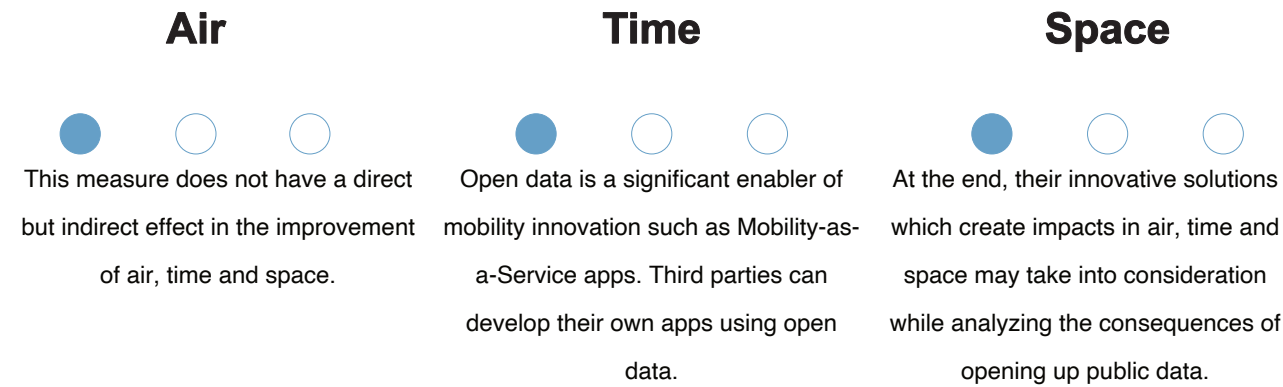 Air
This measure does not have a direct
but indirect effect in the improvement
of air, time and space.
Time
Open data is a significant enabler of
mobility innovation such as Mobility-as-
a-Service apps. Third parties can
develop their own apps using open
data.
Space
At the end, their innovative solutions
which create impacts in air, time and
space may take into consideration
while analyzing the consequences of
opening up public data.